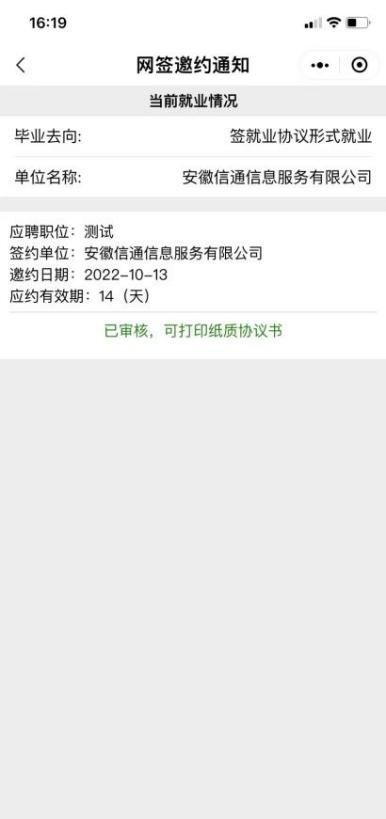 16:19
网签邀约通知
当前就业情况
毕业去向: 签就业协议形式就业
单位名称: 安徽信通信息服务有限公司
应聘职位：测试
签约单位：安徽信通信息服务有限公司
邀约日期：2022-10-13
应约有效期：14（天）
已审核，可打印纸质协议书